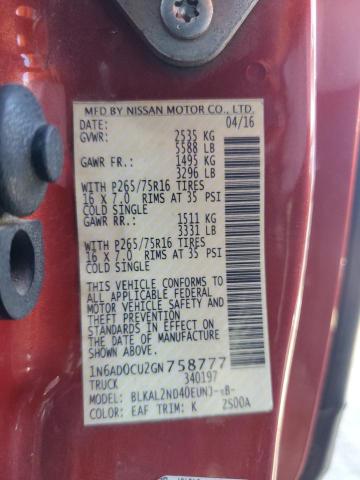 MFD BY NISSAN MOTOR CO., LTD.
DATE: 04/16
GVWR: 2535 KG
5588 LB
GAWR FR.: 1495 KG
3296 LB
WITH P265/75R16 TIRES
16 X 7.0 RIMS AT 35 PSI
COLD SINGLE
GAWR RR.: 1511 KG
3331 LB
WITH P265/75R16 TIRES
16 X 7.0 RIMS AT 35 PSI
COLD SINGLE
THIS VEHICLE CONFORMS TO
ALL APPLICABLE FEDERAL
MOTOR VEHICLE SAFETY AND
THEFT PREVENTION
STANDARDS IN EFFECT ON
THE DATE OF MANUFACTURE
SHOWN ABOVE.
1N6AD0CU2GN758777
TRUCK 340197
MODEL: BLKAL2ND40EUNJ-
COLOR: EAF TRIM: K 2S00A